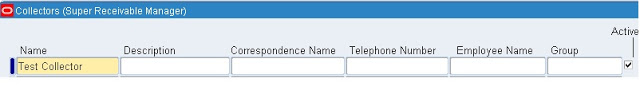 Collectors (Super Receivable Manager)
Active
Name Description Correspondence Name Telephone Number Employee Name Group
Test Collector